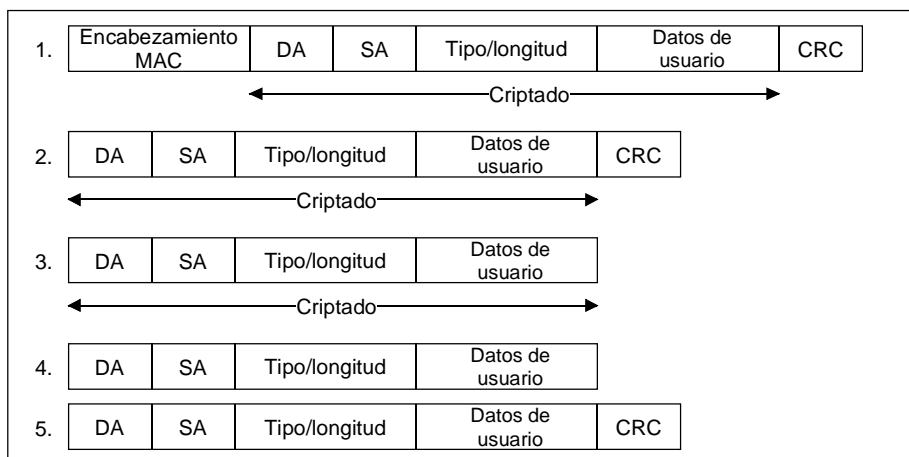 1. Encabezamiento MAC DA SA Tipo/longitud Datos de usuario CRC
Criptado
2. DA SA Tipo/longitud Datos de usuario CRC
Criptado
3. DA SA Tipo/longitud Datos de usuario
Criptado
4. DA SA Tipo/longitud Datos de usuario
5. DA SA Tipo/longitud Datos de usuario CRC